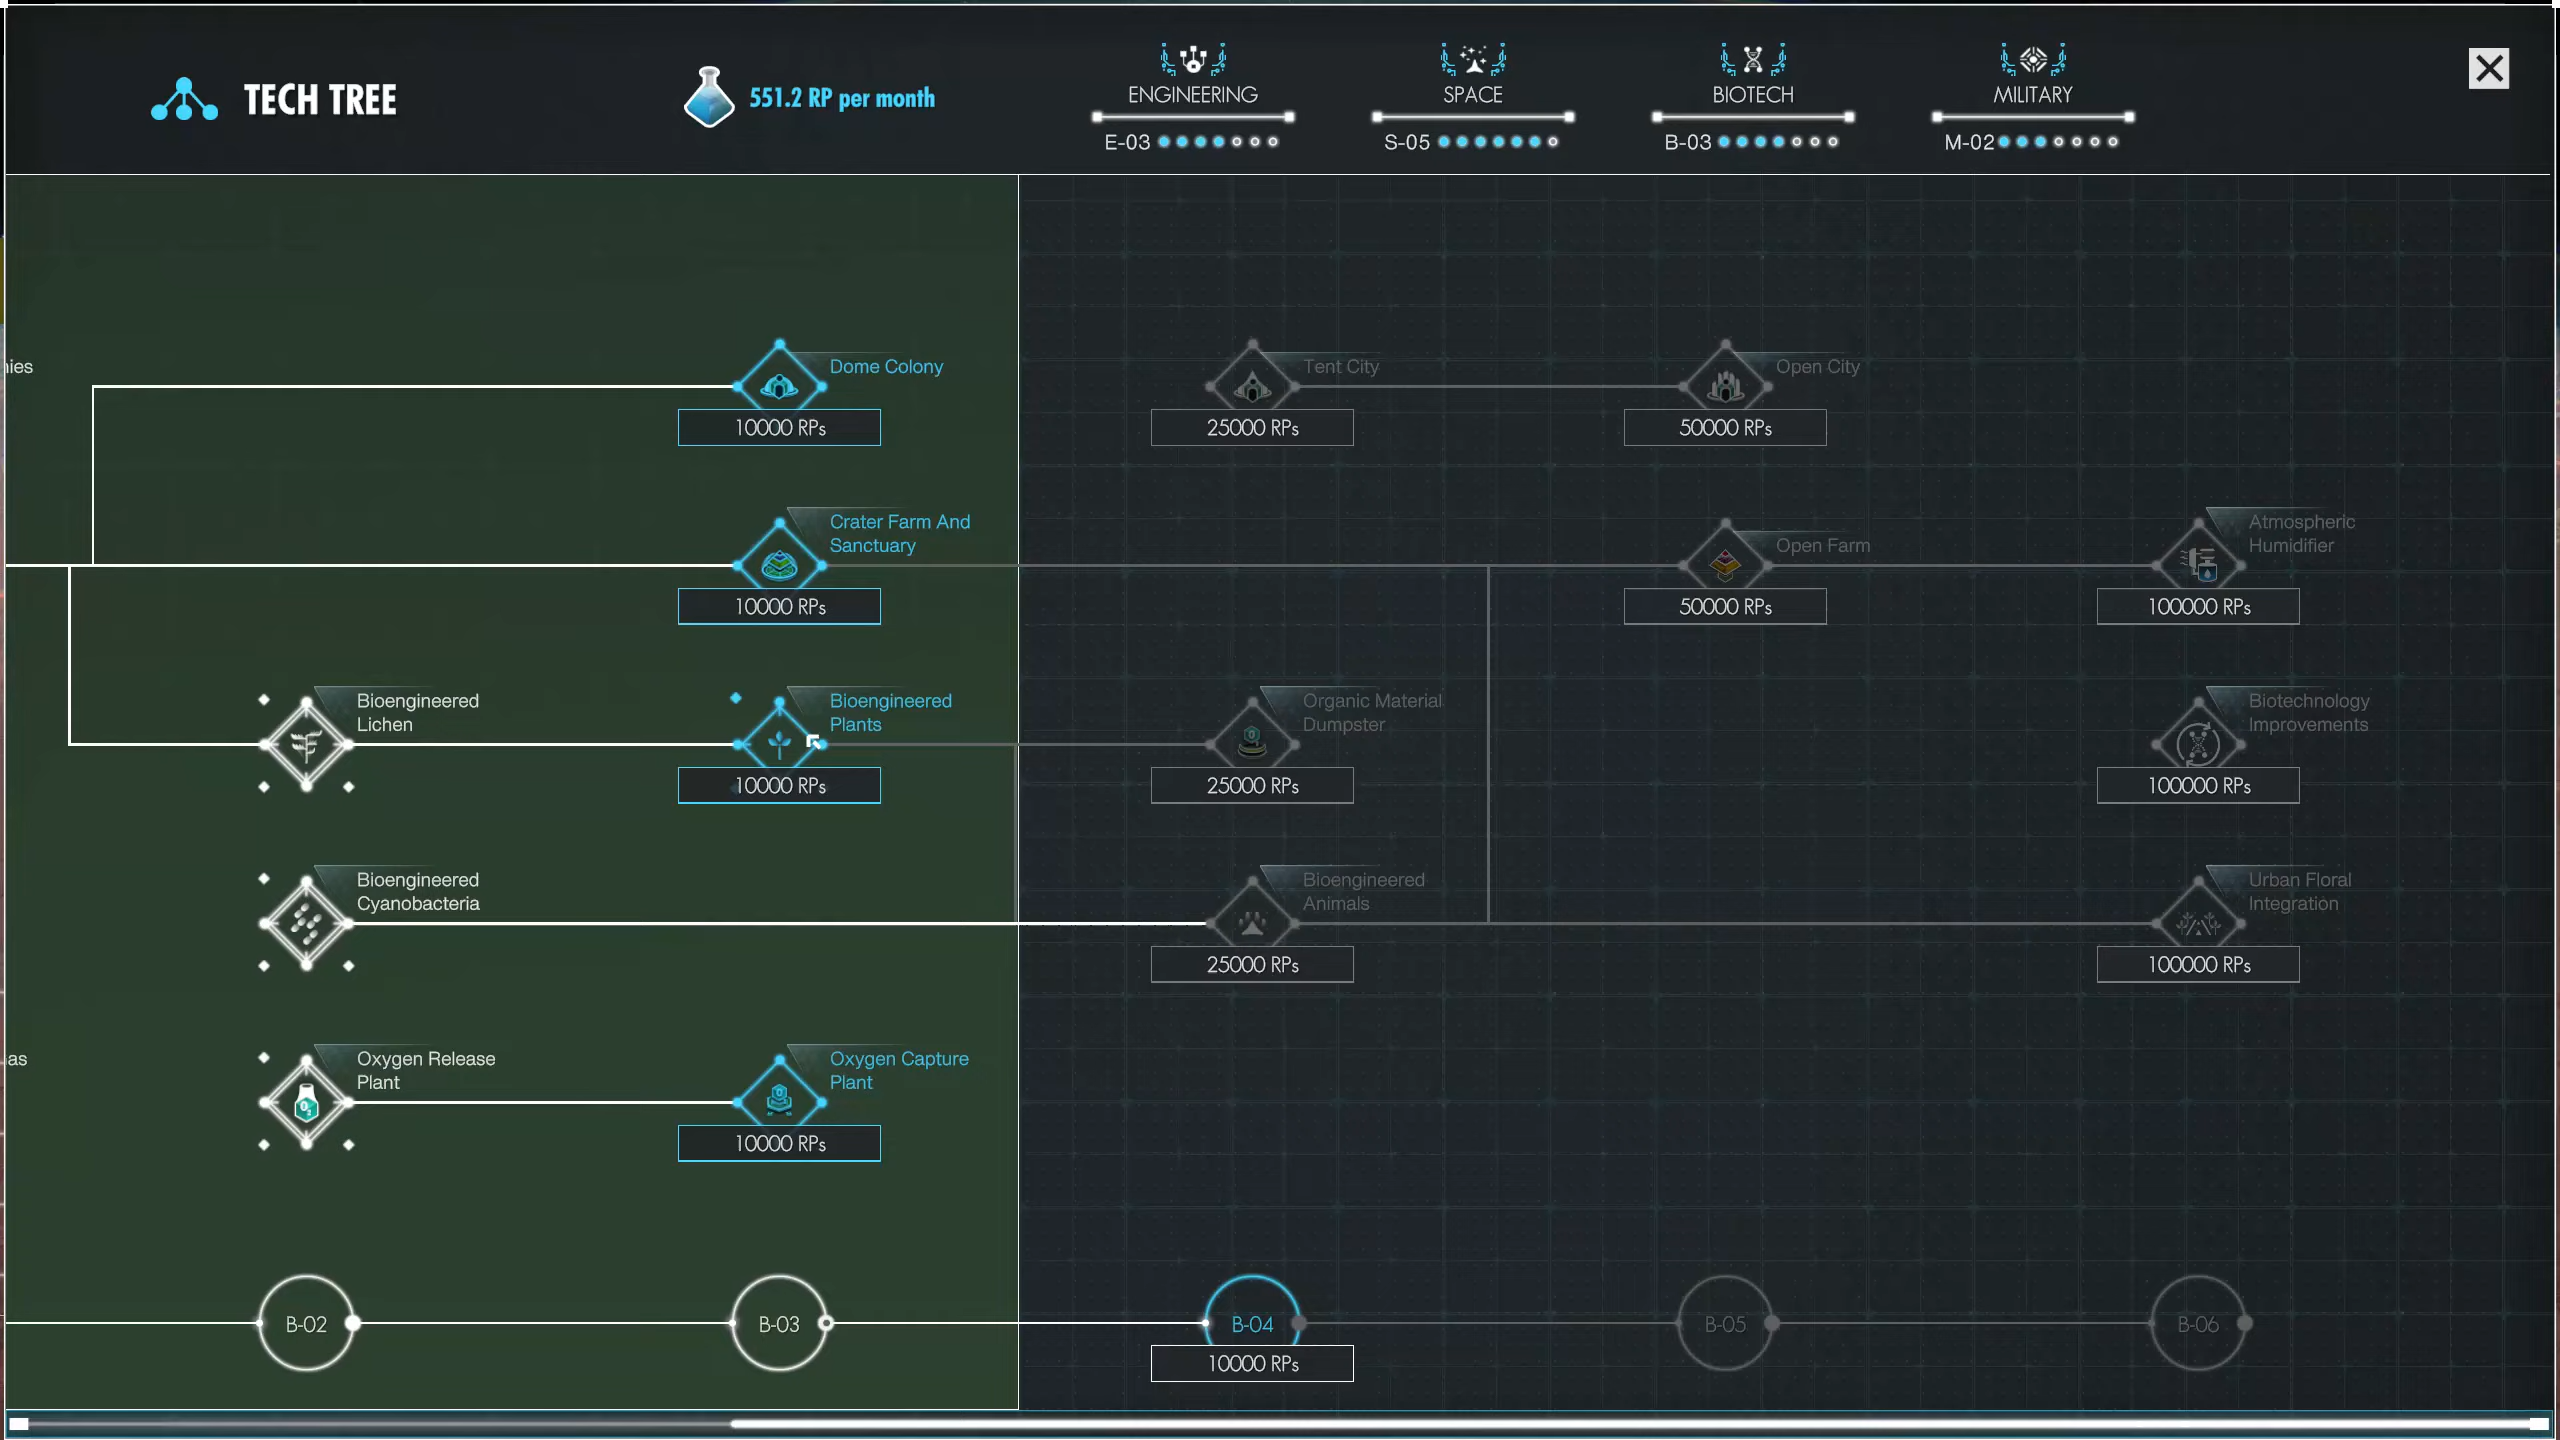 TECH TREE
551.2 RP per month
ENGINEERING
E-03
SPACE
S-05
BIOTECH
B-03
MILITARY
M-02
Dome Colony
10000 RPs
Tent City
25000 RPs
Open City
50000 RPs
Crater Farm And
Sanctuary
10000 RPs
Open Farm
50000 RPs
Atmospheric
Humidifier
100000 RPs
Bioengineered
Lichen
Bioengineered
Plants
10000 RPs
Organic Material
Dumpster
25000 RPs
Biotechnology
Improvements
100000 RPs
Bioengineered
Cyanobacteria
Bioengineered
Animals
25000 RPs
Urban Floral
Integration
100000 RPs
Oxygen Release
Plant
Oxygen Capture
Plant
10000 RPs
B-02
B-03
B-04
10000 RPs
B-05
B-06